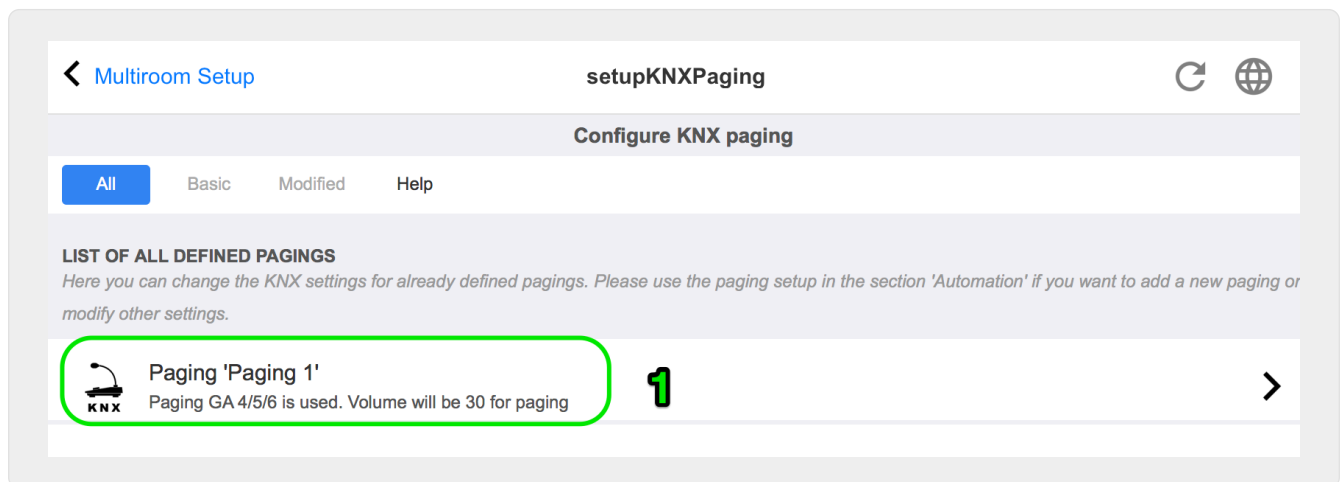 Multiroom Setup
setupKNXPaging
Configure KNX paging
All Basic Modified Help
LIST OF ALL DEFINED PAGINGS
Here you can change the KNX settings for already defined pagings. Please use the paging setup in the section 'Automation' if you want to add a new paging or
modify other settings.
Paging 'Paging 1'
KNX
Paging GA 4/5/6 is used. Volume will be 30 for paging
1